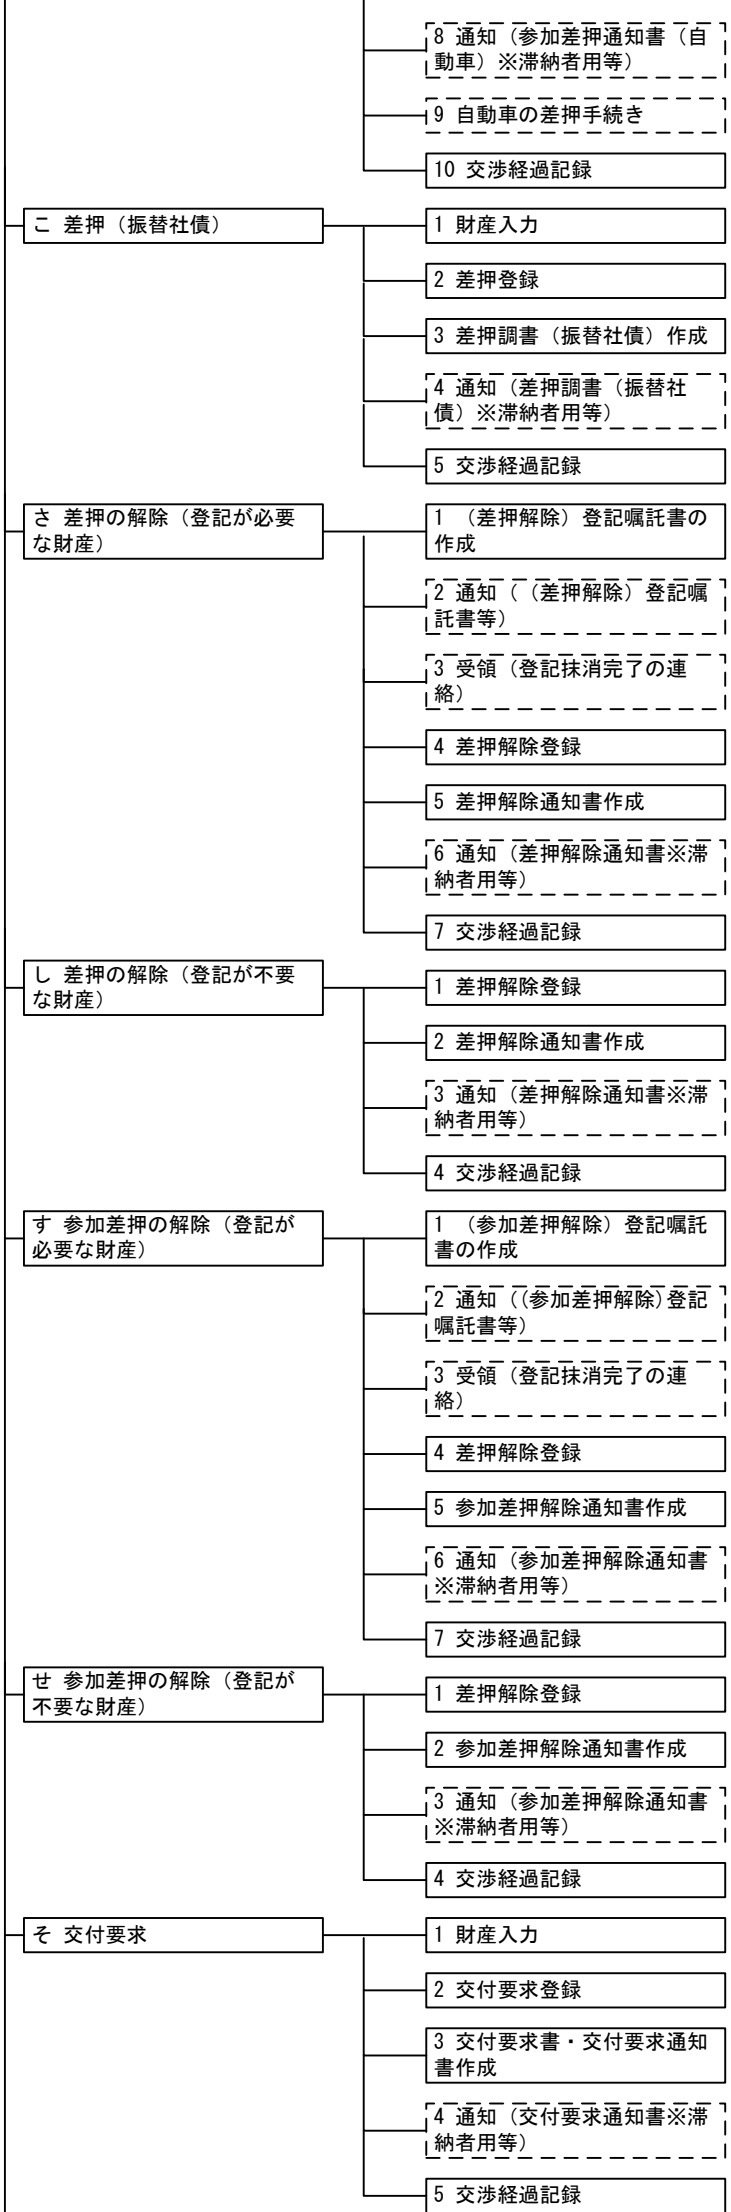 8 通知（参加差押通知書（自
動車）※滞納者用等）
9 自動車の差押手続き
10 交渉経過記録
こ 差押（振替社債）
1 財産入力
2 差押登録
3 差押調書（振替社債）作成
4 通知（差押調書（振替社
債）※滞納者用等）
5 交渉経過記録
さ 差押の解除（登記が必要
な財産）
1 （差押解除）登記嘱託書の
作成
2 通知（（差押解除）登記嘱
託書等）
3 受領（登記抹消完了の連
絡）
4 差押解除登録
5 差押解除通知書作成
6 通知（差押解除通知書※滞
納者用等）
7 交渉経過記録
し 差押の解除（登記が不要
な財産）
1 差押解除登録
2 差押解除通知書作成
3 通知（差押解除通知書※滞
納者用等）
4 交渉経過記録
す 参加差押の解除（登記が
必要な財産）
1 （参加差押解除）登記嘱託
書の作成
2 通知（(参加差押解除)登記
嘱託書等）
3 受領（登記抹消完了の連
絡）
4 差押解除登録
5 参加差押解除通知書作成
6 通知（参加差押解除通知書
※滞納者用等）
7 交渉経過記録
せ 参加差押の解除（登記が
不要な財産）
1 差押解除登録
2 参加差押解除通知書作成
3 通知（参加差押解除通知書
※滞納者用等）
4 交渉経過記録
そ 交付要求
1 財産入力
2 交付要求登録
3 交付要求書・交付要求通知
書作成
4 通知（交付要求通知書※滞
納者用等）
5 交渉経過記録